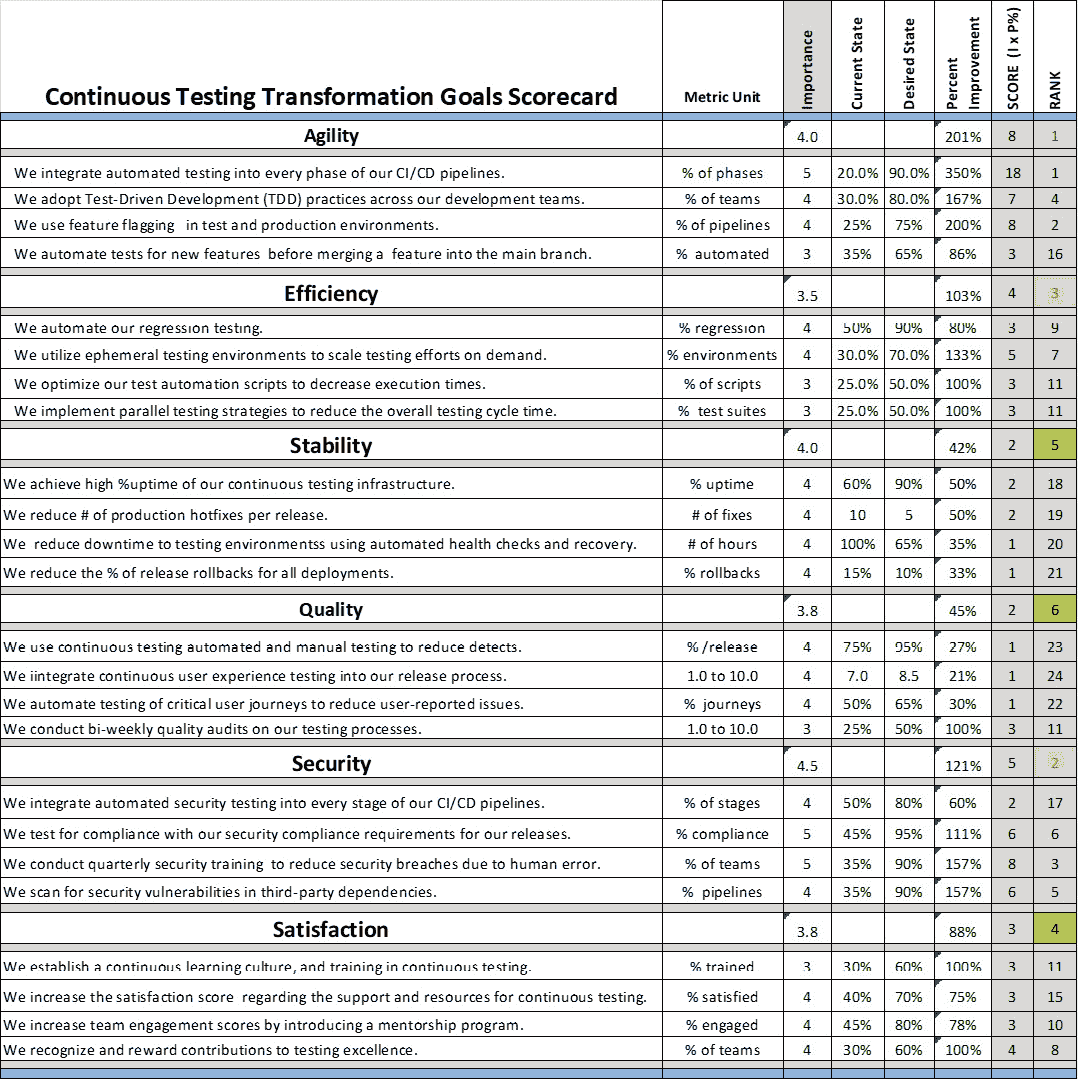 Continuous Testing Transformation Goals Scorecard Metric Unit Importance Current State Desired State Percent Improvement SCORE (I x P%) RANK
Agility 4.0 201% 8 1
We integrate automated testing into every phase of our CI/CD pipelines. % of phases 5 20.0% 90.0% 350% 18 1
We adopt Test-Driven Development (TDD) practices across our development teams. % of teams 4 30.0% 80.0% 167% 7 4
We use feature flagging in test and production environments. % of pipelines 4 25% 75% 200% 8 2
We automate tests for new features before merging a feature into the main branch. % automated 3 35% 65% 86% 3 16
Efficiency 3.5 103% 4 3
We automate our regression testing. % regression 4 50% 90% 80% 3 9
We utilize ephemeral testing environments to scale testing efforts on demand. % environments 4 30.0% 70.0% 133% 5 7
We optimize our test automation scripts to decrease execution times. % of scripts 3 25.0% 50.0% 100% 3 11
We implement parallel testing strategies to reduce the overall testing cycle time. % test suites 3 25.0% 50.0% 100% 3 11
Stability 4.0 42% 2 5
We achieve high %uptime of our continuous testing infrastructure. % uptime 4 60% 90% 50% 2 18
We reduce # of production hotfixes per release. # of fixes 4 10 5 50% 2 19
We reduce downtime to testing environmentss using automated health checks and recovery. # of hours 4 100% 65% 35% 1 20
We reduce the % of release rollbacks for all deployments. % rollbacks 4 15% 10% 33% 1 21
Quality 3.8 45% 2 6
We use continuous testing automated and manual testing to reduce detects. % /release 4 75% 95% 27% 1 23
We iintegrate continuous user experience testing into our release process. 1.0 to 10.0 4 7.0 8.5 21% 1 24
We automate testing of critical user journeys to reduce user-reported issues. % journeys 4 50% 65% 30% 1 22
We conduct bi-weekly quality audits on our testing processes. 1.0 to 10.0 3 25% 50% 100% 3 11
Security 4.5 121% 5 2
We integrate automated security testing into every stage of our CI/CD pipelines. % of stages 4 50% 80% 60% 2 17
We test for compliance with our security compliance requirements for our releases. % compliance 5 45% 95% 111% 6 6
We conduct quarterly security training to reduce security breaches due to human error. % of teams 5 35% 90% 157% 8 3
We scan for security vulnerabilities in third-party dependencies. % pipelines 4 35% 90% 157% 6 5
Satisfaction 3.8 88% 3 4
We establish a continuous learning culture, and training in continuous testing. % trained 3 30% 60% 100% 3 11
We increase the satisfaction score regarding the support and resources for continuous testing. % satisfied 4 40% 70% 75% 3 15
We increase team engagement scores by introducing a mentorship program. % engaged 4 45% 80% 78% 3 10
We recognize and reward contributions to testing excellence. % of teams 4 30% 60% 100% 4 8